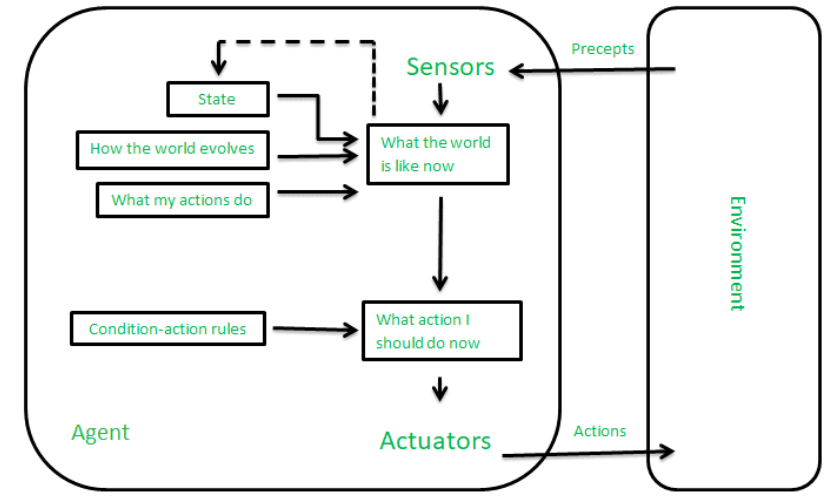 Precepts
Sensors
State
What the world
is like now
How the world evolves
What my actions do
Environment
What action I
should do now
Condition-action rules
Agent
Actuators
Actions